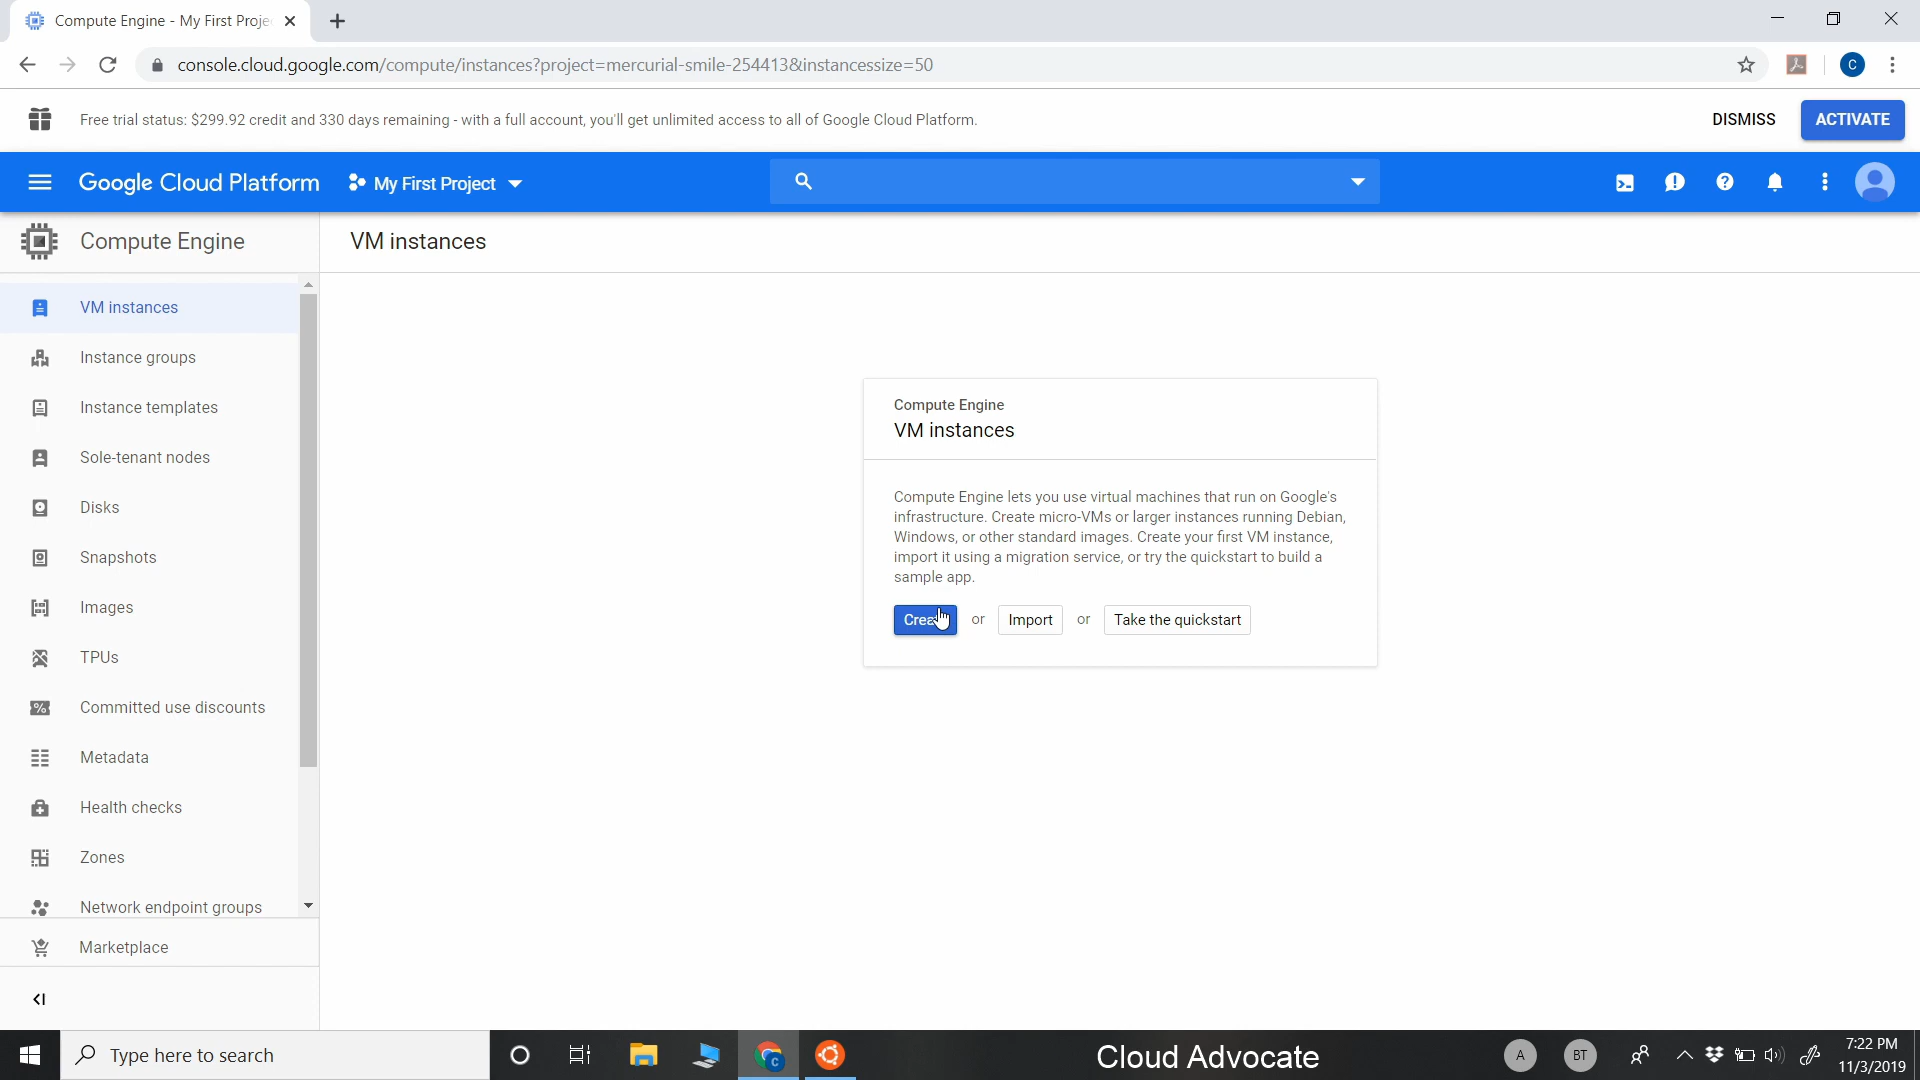 Compute Engine - My First Proje
console.cloud.google.com/compute/instances?project=mercurial-smile-254413&instancessize=50
C
Free trial status: $299.92 credit and 330 days remaining - with a full account, you'll get unlimited access to all of Google Cloud Platform.
DISMISS
ACTIVATE
Google Cloud Platform
My First Project
Compute Engine
VM instances
VM instances
Instance groups
Instance templates
Sole-tenant nodes
Disks
Snapshots
Images
TPUs
Committed use discounts
Metadata
Health checks
Zones
Network endpoint groups
Marketplace
Compute Engine
VM instances
Compute Engine lets you use virtual machines that run on Google's
infrastructure. Create micro-VMs or larger instances running Debian,
Windows, or other standard images. Create your first VM instance,
import it using a migration service, or try the quickstart to build a
sample app.
Crea or Import or Take the quickstart
Type here to search
C
Cloud Advocate
A
BT
7:22 PM
11/3/2019